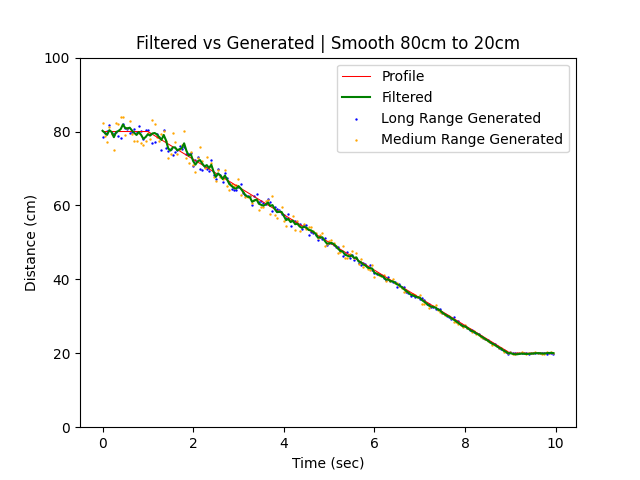 Filtered vs Generated | Smooth 80cm to 20cm
100
80
60
40
20
0
Distance (cm)
Profile
Filtered
Long Range Generated
Medium Range Generated
0 2 4 6 8 10
Time (sec)